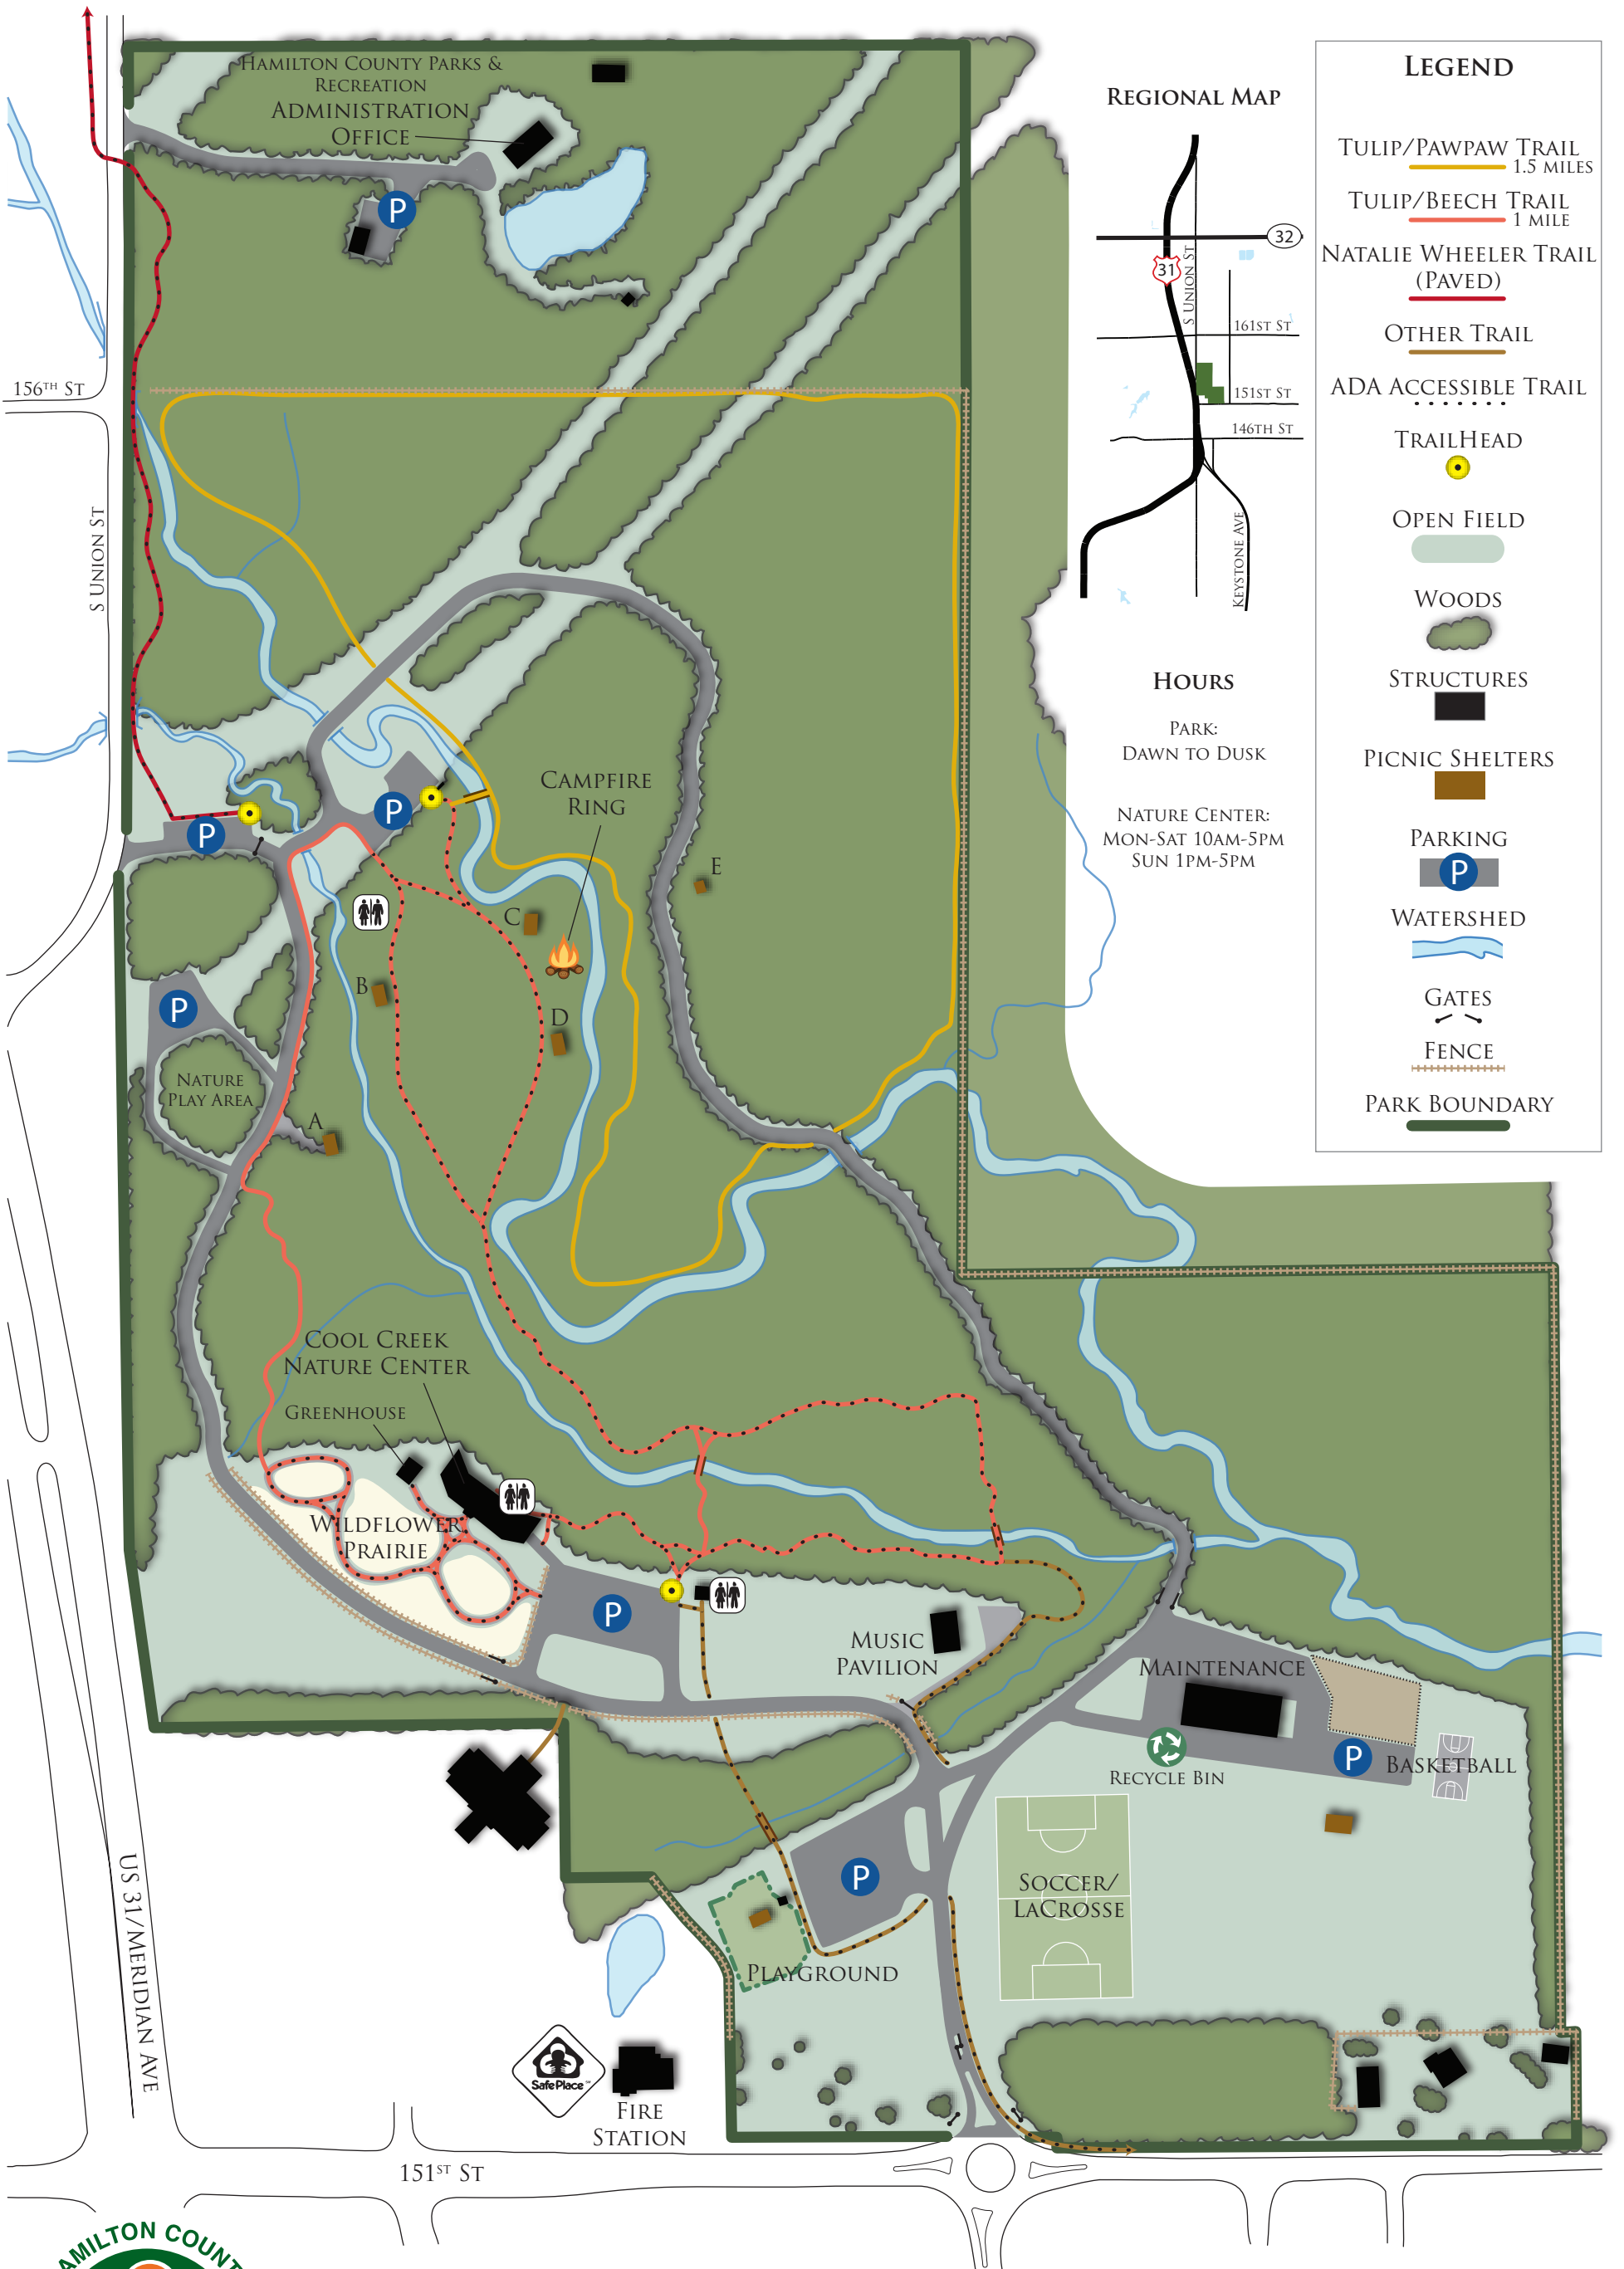 Hamilton County Parks &
Recreation
Administration
Office
P
156th St
S Union St
Regional Map
32
31
S Union St
161st St
151st St
146th St
Keystone Ave
Hours
Park:
Dawn to Dusk
Nature Center:
Mon-Sat 10am-5pm
Sun 1pm-5pm
Legend
Tulip/Pawpaw Trail
1.5 miles
Tulip/Beech Trail
1 mile
Natalie Wheeler Trail
(Paved)
Other Trail
ADA Accessible Trail
TrailHead
Open Field
Woods
Structures
Picnic Shelters
Parking
P
Watershed
Gates
Fence
Park Boundary
Campfire
Ring
P
P
E
C
B
D
P
Nature
Play Area
A
Cool Creek
Nature Center
Greenhouse
Wildflower
Prairie
P
Music
Pavilion
Maintenance
P
Basketball
Recycle Bin
P
Soccer/
LaCrosse
Playground
US 31/Meridian Ave
Safe Place
Fire
Station
151st St
Hamilton Count